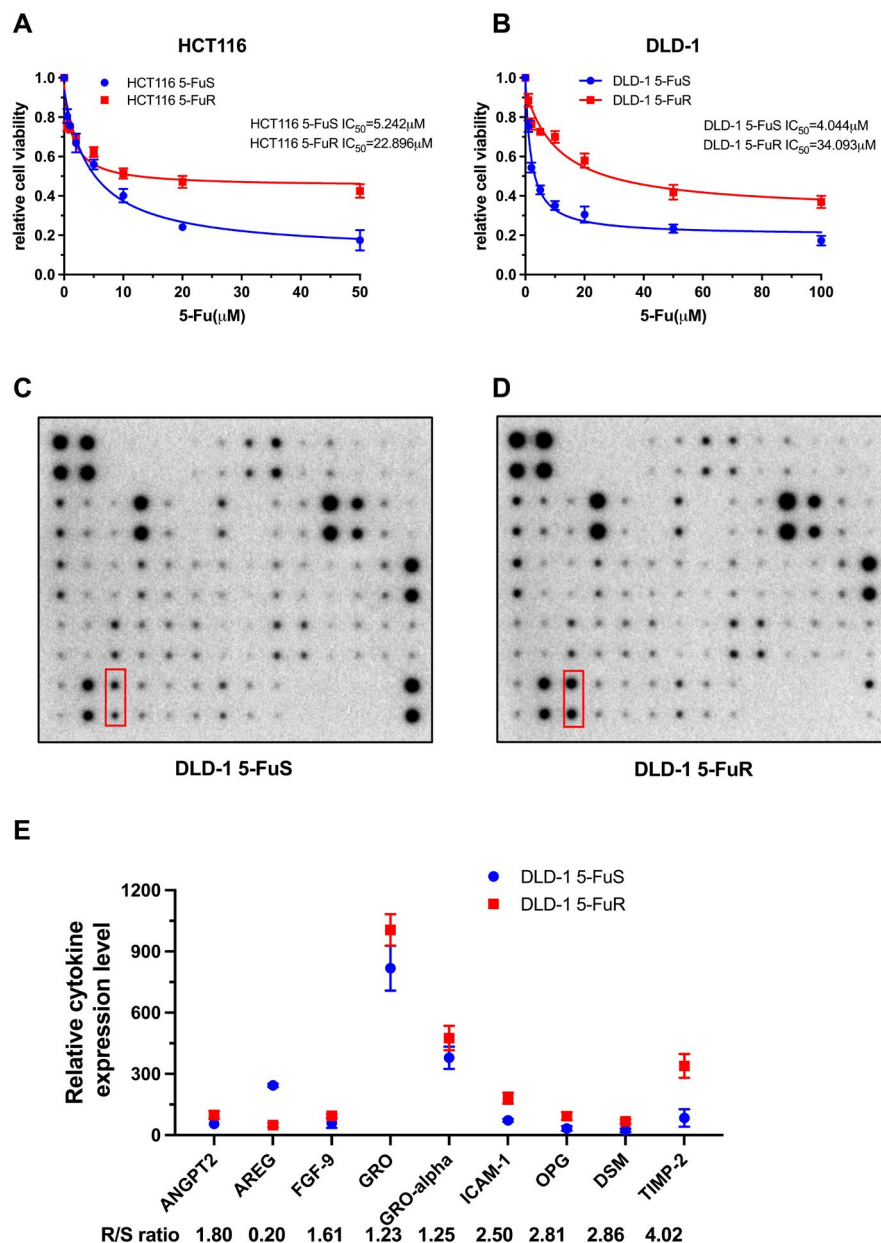 A
HCT116
relative cell viability
1.0
0.8
0.6
0.4
0.2
0.0
HCT116 5-FuS
HCT116 5-FuR
HCT116 5-FuS IC50=5.242μM
HCT116 5-FuR IC50=22.896μM
0 10 20 30 40 50
5-Fu(μM)
B
DLD-1
relative cell viability
1.0
0.8
0.6
0.4
0.2
0.0
DLD-1 5-FuS
DLD-1 5-FuR
DLD-1 5-FuS IC50=4.044μM
DLD-1 5-FuR IC50=34.093μM
0 20 40 60 80 100
5-Fu(μM)
C
DLD-1 5-FuS
D
DLD-1 5-FuR
E
DLD-1 5-FuS
DLD-1 5-FuR
Relative cytokine
expression level
1200
900
600
300
0
ANGPT2 AREG FGF-9 GRO GRO-alpha ICAM-1 OPG DSM TIMP-2
R/S ratio 1.80 0.20 1.61 1.23 1.25 2.50 2.81 2.86 4.02